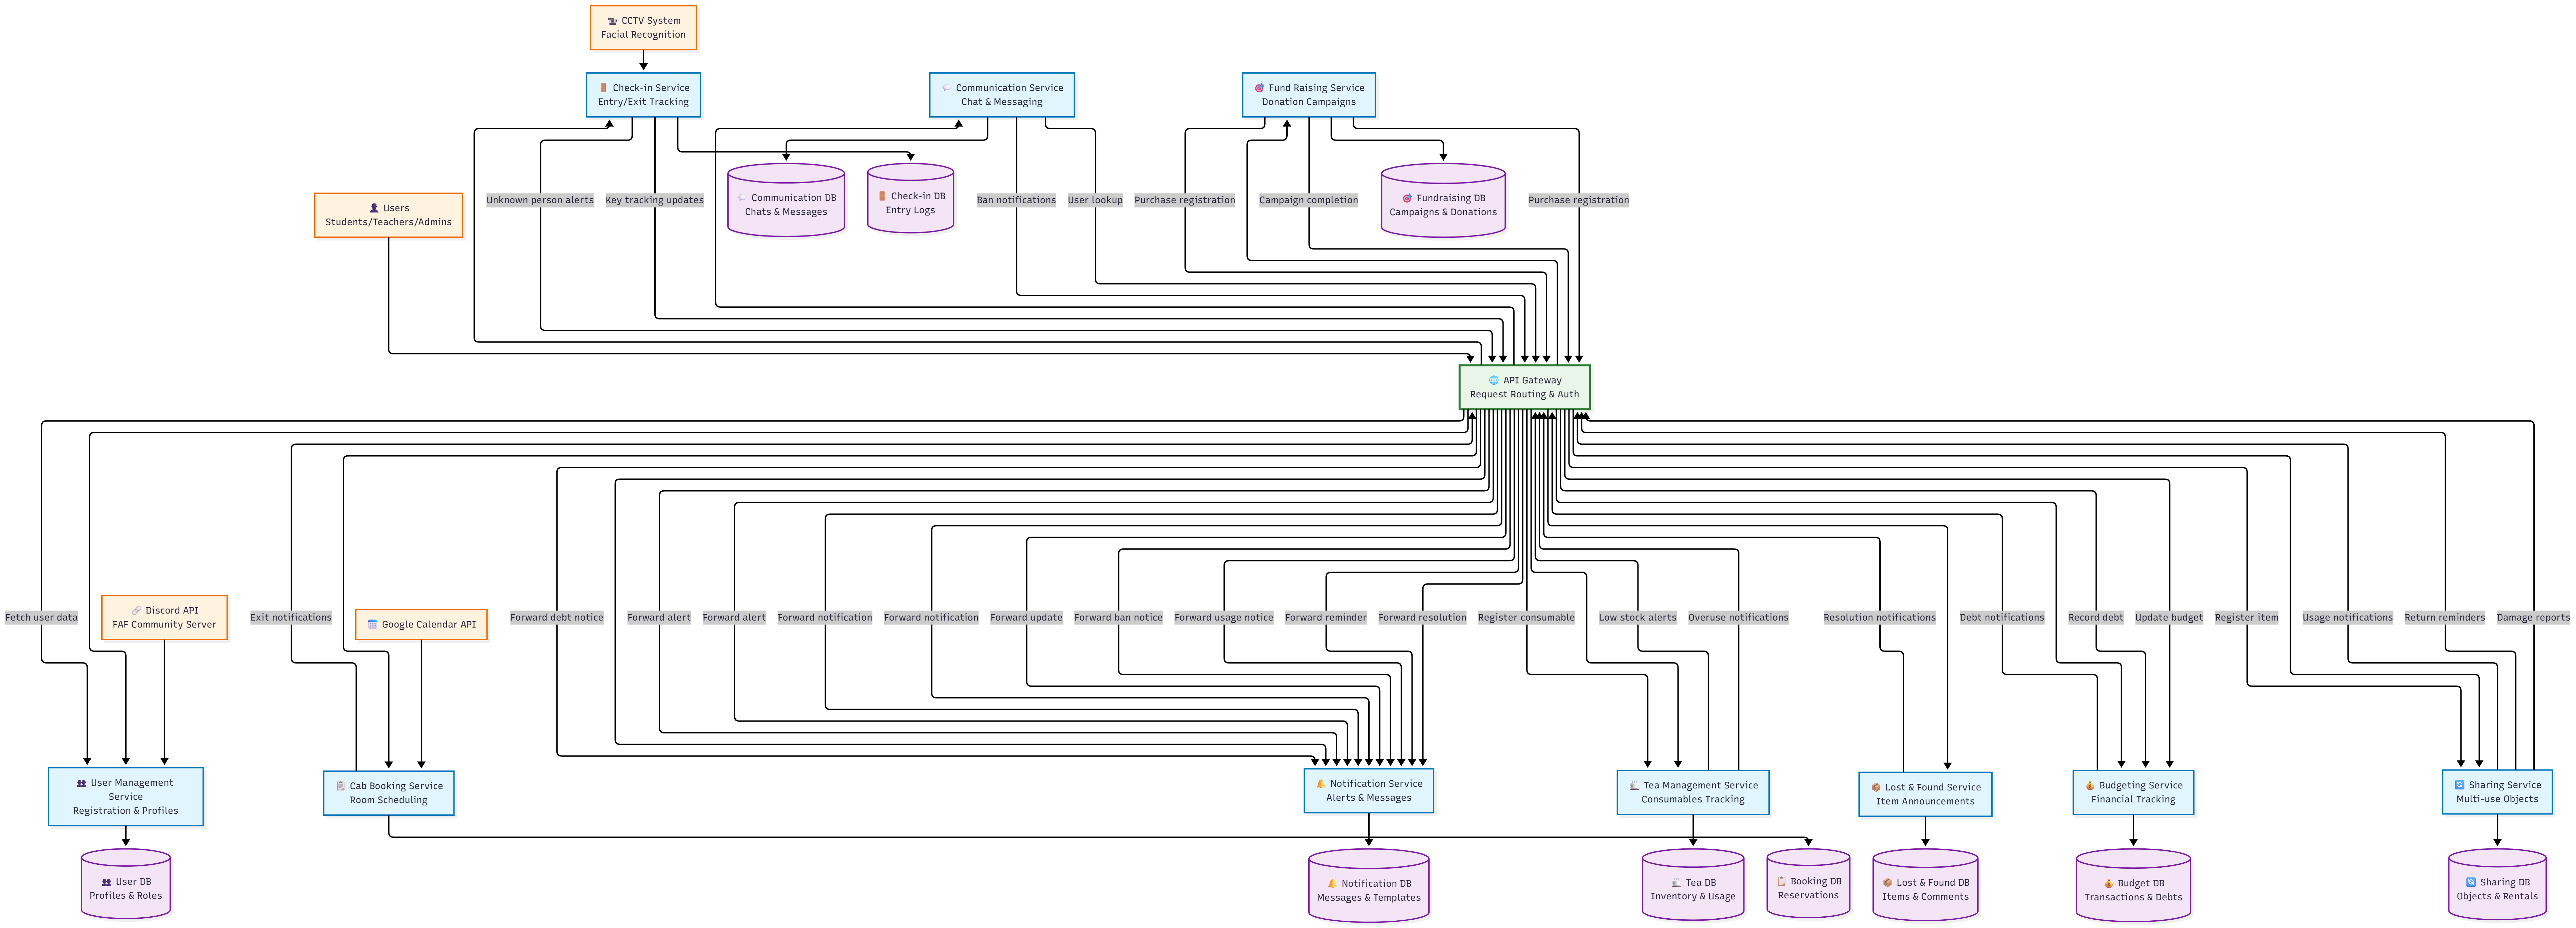 CCTV System
Facial Recognition
Check-in Service
Entry/Exit Tracking
Communication Service
Chat & Messaging
Fund Raising Service
Donation Campaigns
Users
Students/Teachers/Admins
Unknown person alerts
Key tracking updates
Communication DB
Chats & Messages
Check-in DB
Entry Logs
Ban notifications
User lookup
Purchase registration
Campaign completion
Fundraising DB
Campaigns & Donations
Purchase registration
API Gateway
Request Routing & Auth
Fetch user data
Discord API
FAF Community Server
Exit notifications
Google Calendar API
Forward debt notice
Forward alert
Forward alert
Forward notification
Forward notification
Forward update
Forward ban notice
Forward usage notice
Forward reminder
Forward resolution
Register consumable
Low stock alerts
Overuse notifications
Resolution notifications
Debt notifications
Record debt
Update budget
Register item
Usage notifications
Return reminders
Damage reports
User Management
Service
Registration & Profiles
Cab Booking Service
Room Scheduling
Notification Service
Alerts & Messages
Tea Management Service
Consumables Tracking
Lost & Found Service
Item Announcements
Budgeting Service
Financial Tracking
Sharing Service
Multi-use Objects
User DB
Profiles & Roles
Notification DB
Messages & Templates
Tea DB
Inventory & Usage
Booking DB
Reservations
Lost & Found DB
Items & Comments
Budget DB
Transactions & Debts
Sharing DB
Objects & Rentals